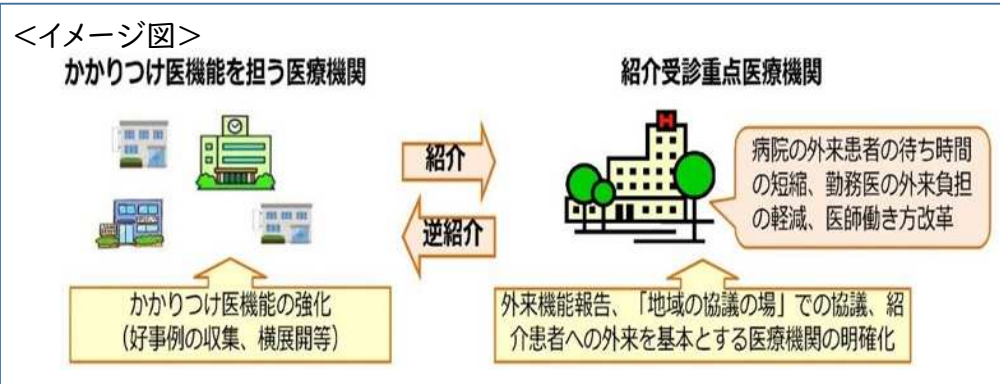 <イメージ図>
かかりつけ医機能を担う医療機関
紹介受診重点医療機関
H
紹介
逆紹介
病院の外来患者の待ち時間
の短縮、勤務医の外来負担
の軽減、医師働き方改革
かかりつけ医機能の強化
(好事例の収集、横展開等)
外来機能報告、「地域の協議の場」での協議、紹
介患者への外来を基本とする医療機関の明確化